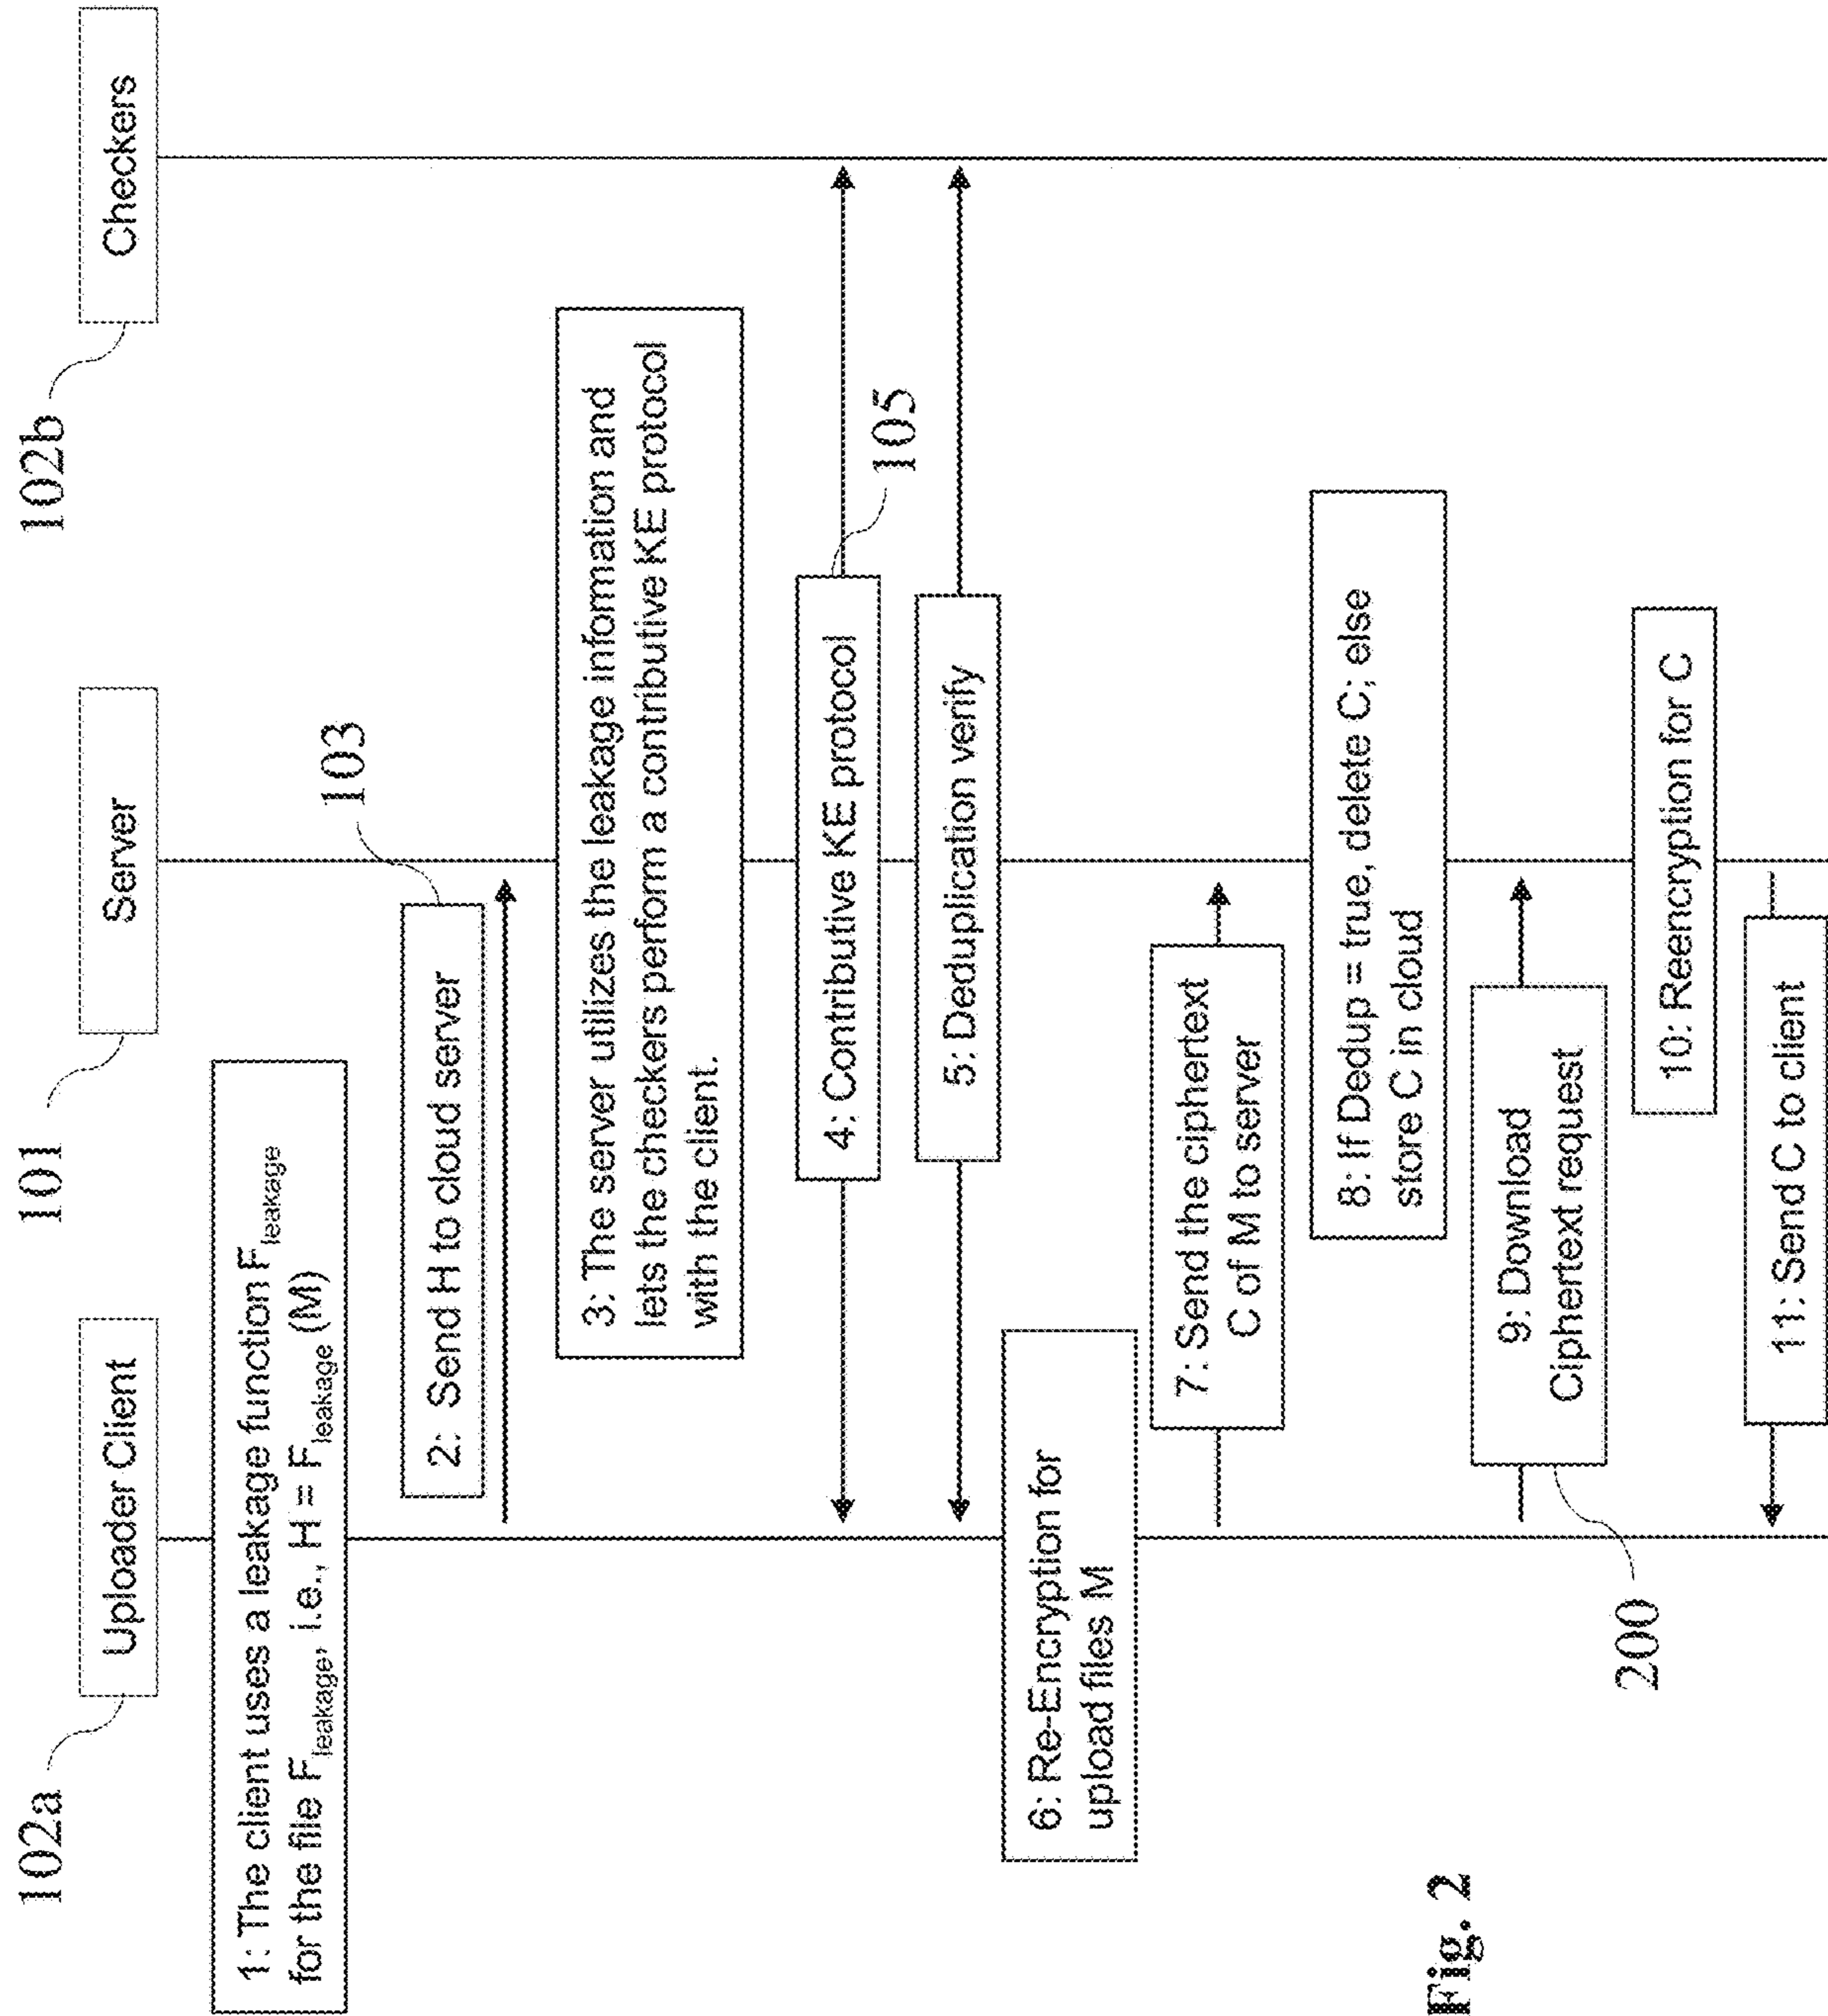 102a
101
102b
Uploader Client
Server
Checkers
1: The client uses a leakage function F leakage
for the file F leakage, i.e., H = F leakage (M)
103
2: Send H to cloud server
3: The server utilizes the leakage information and
lets the checkers perform a contributive KE protocol
with the client.
4: Contributive KE protocol
105
5: Deduplication verify
6: Re-Encryption for
upload files M
7: Send the ciphertext
C of M to server
8: If Dedup = true, delete C; else
store C in cloud
9: Download
Ciphertext request
200
10: Reencryption for C
11: Send C to client
Fig. 2